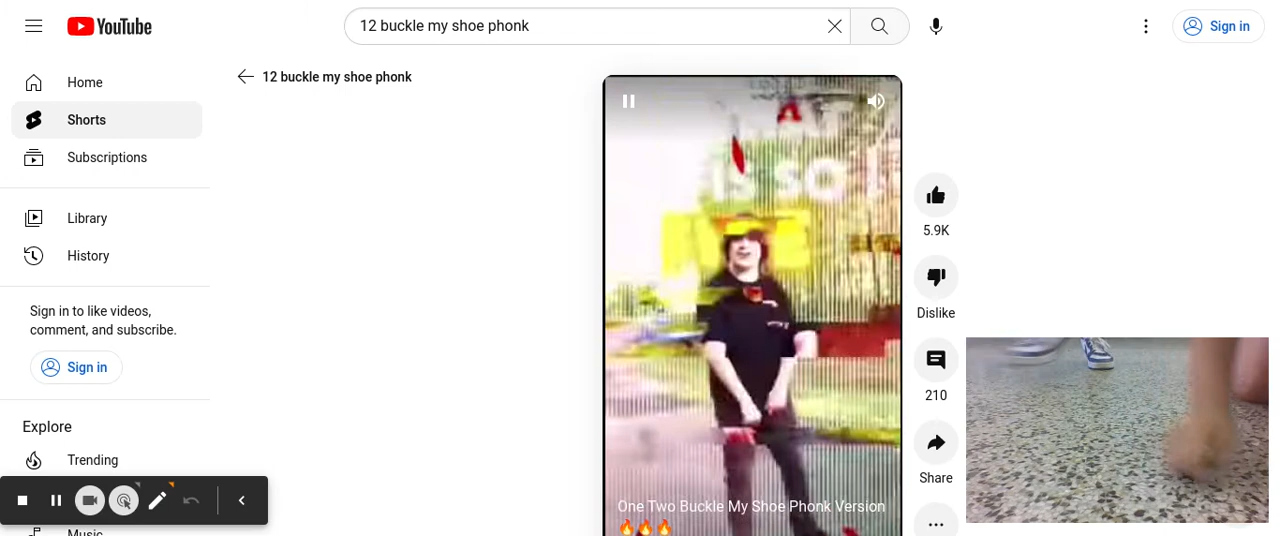 YouTube
12 buckle my shoe phonk
Sign in
Home
Shorts
Subscriptions
Library
History
Sign in to like videos,
comment, and subscribe.
Sign in
Explore
Trending
Music
12 buckle my shoe phonk
A
IS SO
One Two Buckle My Shoe Phonk Version
🔥🔥🔥
5.9K
Dislike
210
Share